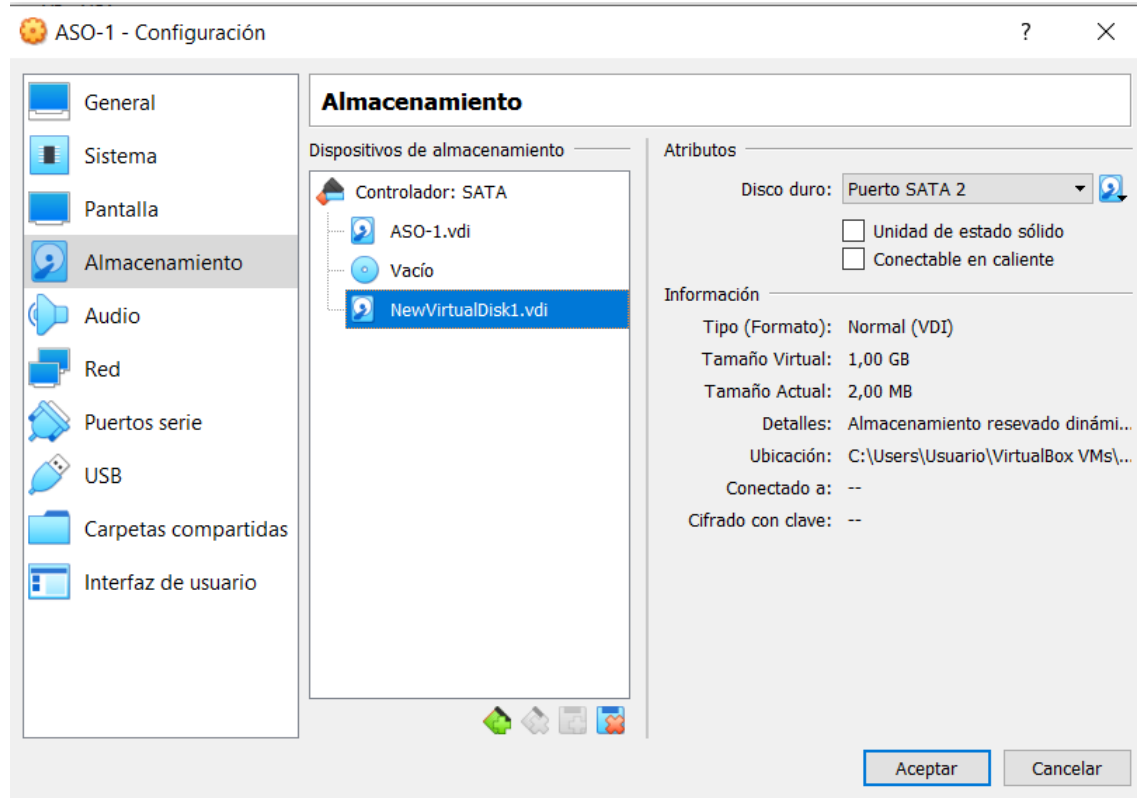 ASO-1 - Configuración
?
General
Sistema
Pantalla
Almacenamiento
Audio
Red
Puertos serie
USB
Carpetas compartidas
Interfaz de usuario
Almacenamiento
Dispositivos de almacenamiento
Controlador: SATA
ASO-1.vdi
Vacío
NewVirtualDisk1.vdi
Atributos
Disco duro: Puerto SATA 2
Unidad de estado sólido
Conectable en caliente
Información
Tipo (Formato): Normal (VDI)
Tamaño Virtual: 1,00 GB
Tamaño Actual: 2,00 MB
Detalles: Almacenamiento resevado dinámi...
Ubicación: C:\Users\Usuario\VirtualBox VMs\...
Conectado a: --
Cifrado con clave: --
Aceptar
Cancelar